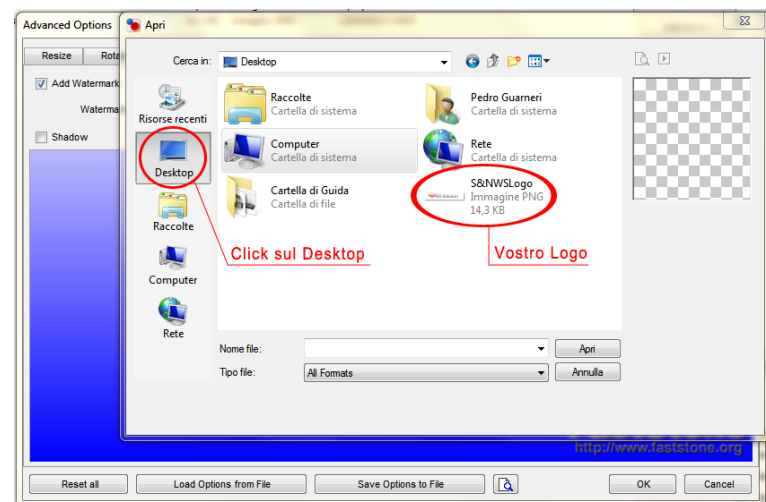 Advanced Options
Apri
Resize
Cerca in:
Desktop
Add Watermark
Shadow
Risorse recenti
Desktop
Raccolte
Computer
Rete
Raccolte
Cartella di sistema
Pedro Guarneri
Cartella di sistema
Computer
Cartella di sistema
Rete
Cartella di sistema
Cartella di Guida
Cartella di file
S&NWSLogo
Immagine PNG
14,3 KB
Click sul Desktop
Vostro Logo
Nome file:
Apri
Tipo file:
All Formats
Annulla
http://www.faststone.org
Reset all
Load Options from File
Save Options to File
OK
Cancel